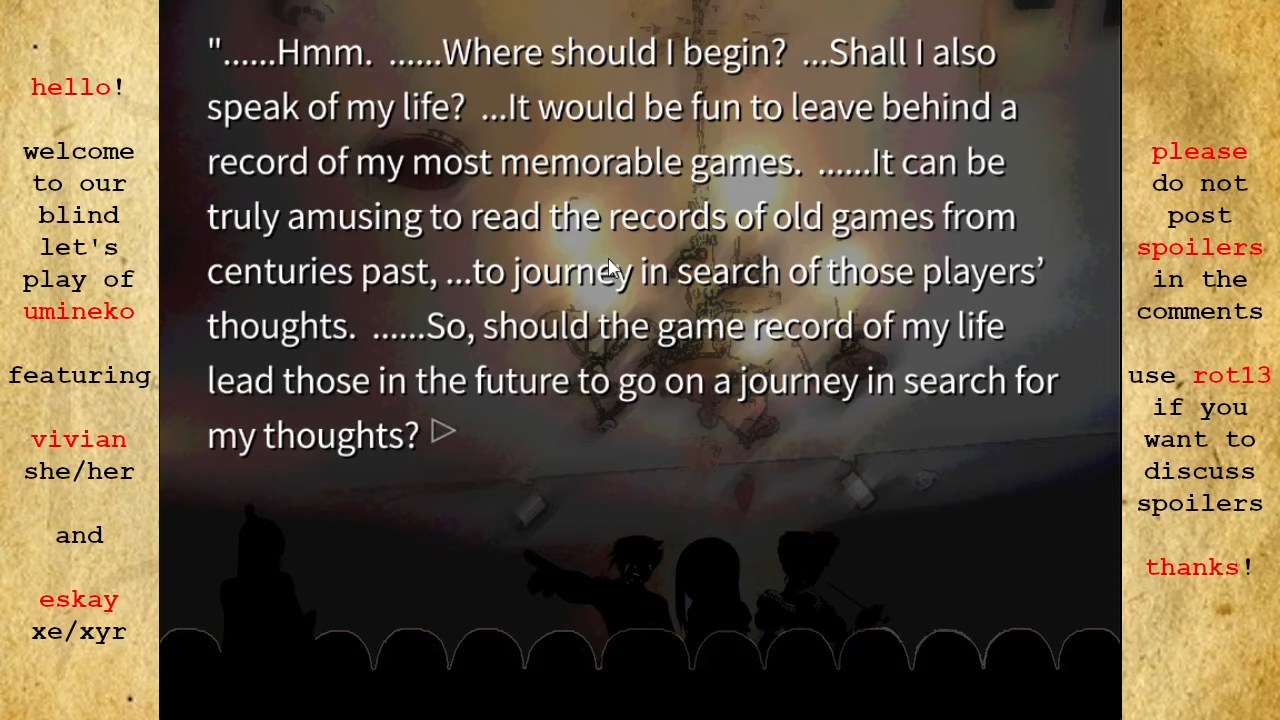 hello!
welcome
to our
blind
let's
play of
umineko
featuring
vivian
she/her
and
eskay
xe/xyr
"......Hmm.  ......Where should I begin?  ...Shall I also
speak of my life?  ...It would be fun to leave behind a
record of my most memorable games.  ......It can be
truly amusing to read the records of old games from
centuries past, ...to journey in search of those players’
thoughts.  ......So, should the game record of my life
lead those in the future to go on a journey in search for
my thoughts?
please
do not
post
spoilers
in the
comments
use rot13
if you
want to
discuss
spoilers
thanks!